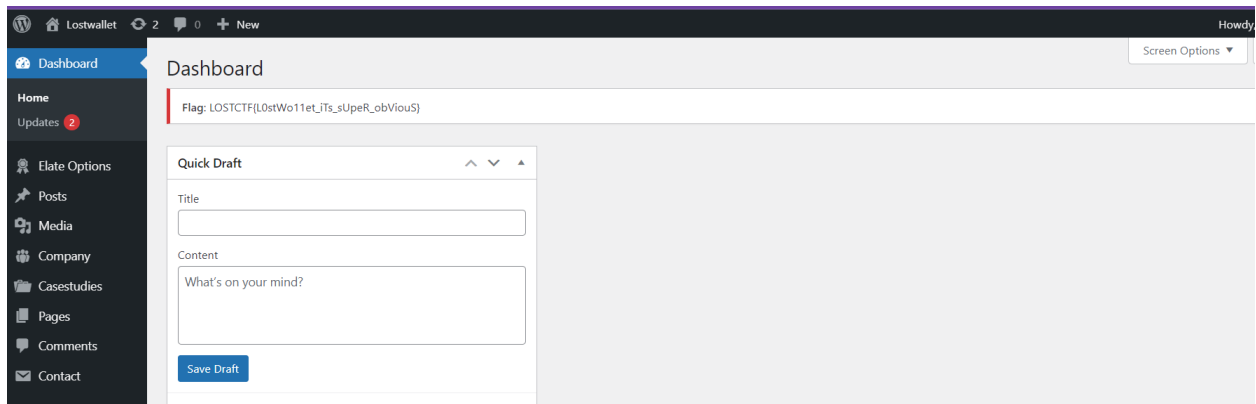 Lostwallet 2 0 + New Howdy,
Screen Options ▼
Dashboard
Home
Updates 2
Elate Options
Posts
Media
Company
Casestudies
Pages
Comments
Contact
Dashboard
Flag: LOSTCTF{L0stWo11et_iTs_sUpeR_obViouS}
Quick Draft
Title
Content
What's on your mind?
Save Draft